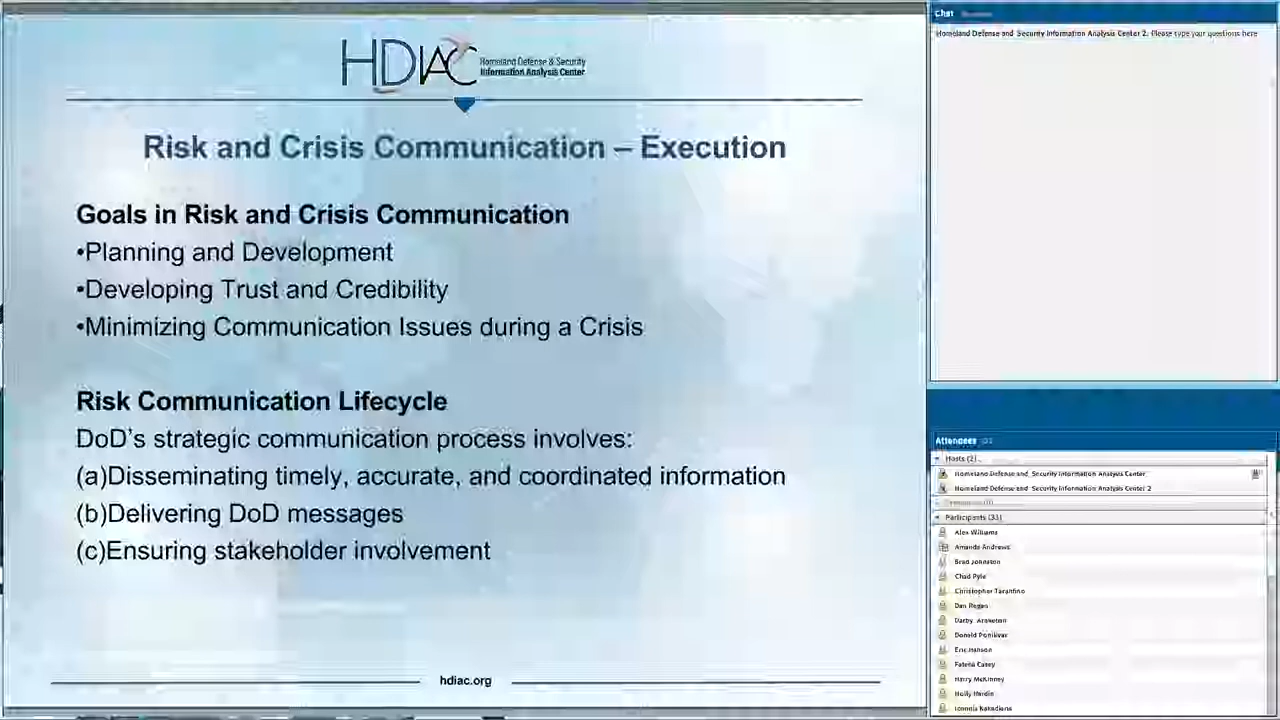 HDIAC
Homeland Defense & Security
Information Analysis Center
Risk and Crisis Communication – Execution
Goals in Risk and Crisis Communication
•Planning and Development
•Developing Trust and Credibility
•Minimizing Communication Issues during a Crisis
Risk Communication Lifecycle
DoD's strategic communication process involves:
(a)Disseminating timely, accurate, and coordinated information
(b)Delivering DoD messages
(c)Ensuring stakeholder involvement
hdiac.org
Chat
Homeland Defense and Security Information Analysis Center 2: Please type your questions here
Attendees
Hosts (2)
Homeland Defense and Security Information Analysis Center
Homeland Defense and Security Information Analysis Center 2
Participants (33)
Alex Williams
Amanda Andrews
Brad Johnston
Chad Pyle
Christopher Tarantino
Dan Regan
Darby
Donald
Eric Hanson
Casey
Harry McKinney
Holly Hardin